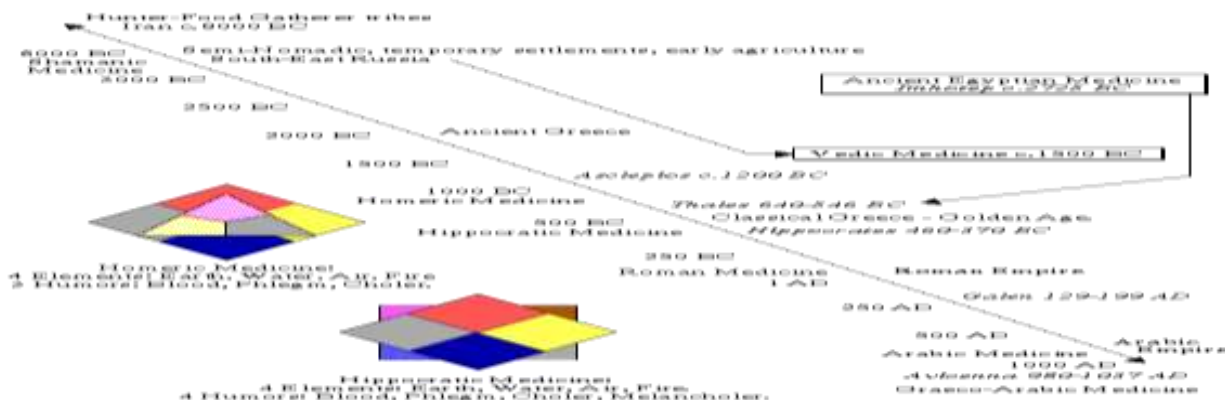 Hunter-Food Gatherer tribes
Iran c.9000 BC
6000 BC
Shamanic
Medicine
3000 BC
Semi-Nomadic, temporary settlements, early agriculture
South-East Russia
Ancient Egyptian Medicine
Imhotep c.2725 BC
2500 BC
2000 BC
Ancient Greece
1500 BC
Vedic Medicine c.1500 BC
Asclepios c.1200 BC
1000 BC
Homeric Medicine
Thales 640-546 BC
Classical Greece - Golden Age.
Hippocrates 460-370 BC
500 BC
Hippocratic Medicine
250 BC
Roman Medicine
1 AD
Roman Empire
Galen 129-199 AD
250 AD
500 AD
Arabic
Empire
Arabic Medicine
1000 AD
Avicenna 980-1037 AD
Graeco-Arabic Medicine
Homeric Medicine:
4 Elements: Earth, Water, Air, Fire
3 Humors: Blood, Phlegm, Choler.
Hippocratic Medicine:
4 Elements: Earth, Water, Air, Fire.
4 Humors: Blood, Phlegm, Choler, Melancholer.